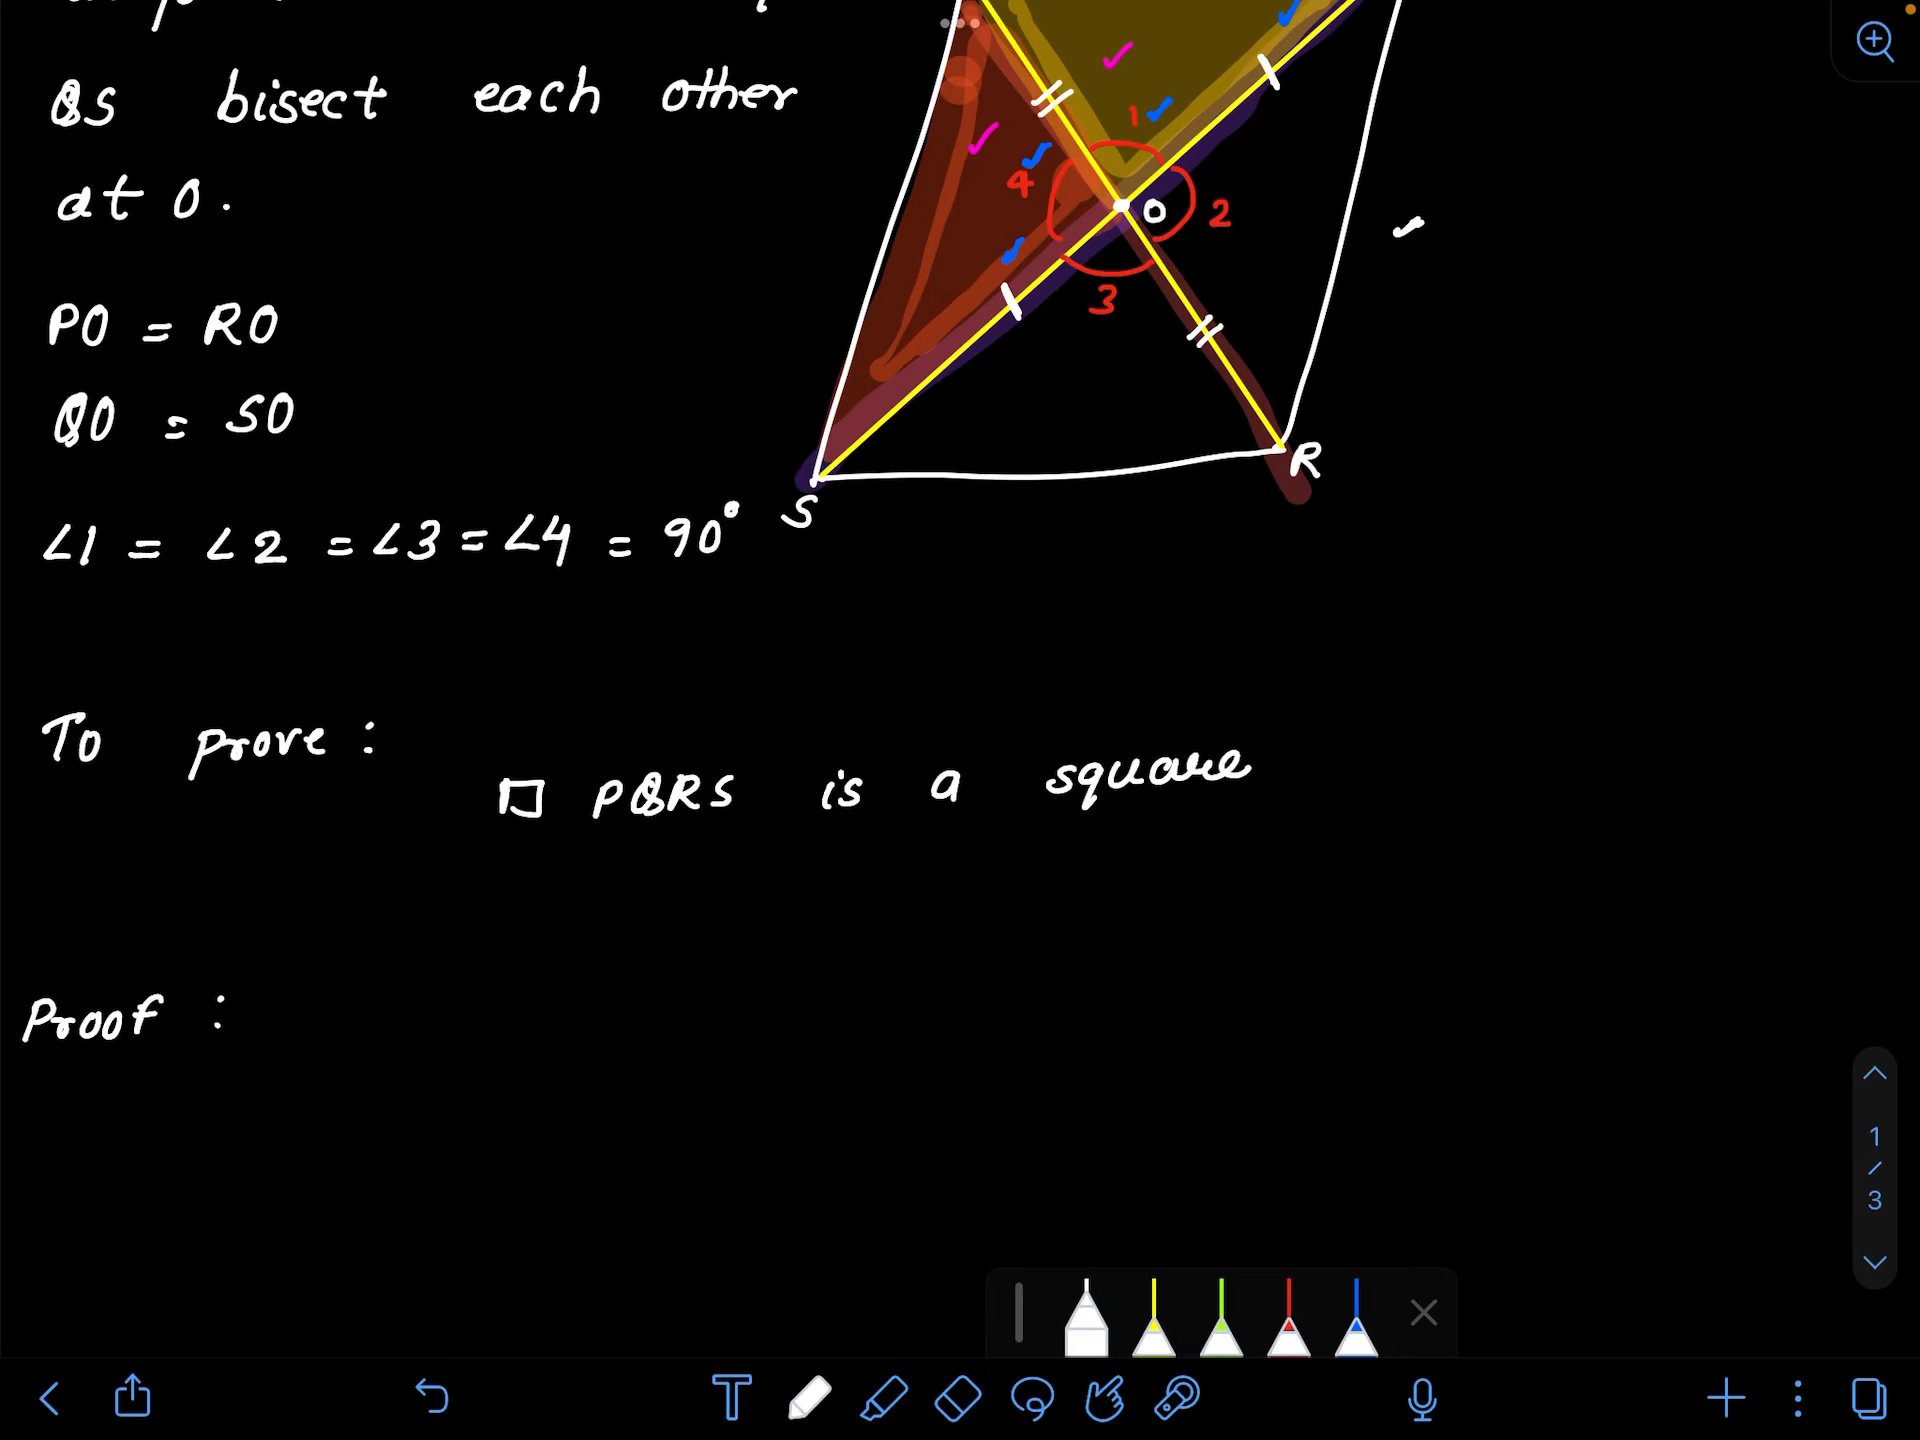 QS bisect each other
at O.
PO = RO
QO = SO
∠1 = ∠2 = ∠3 = ∠4 = 90°
1
4
O
2
3
R
S
To prove :
□ PQRS is a square
Proof :
1
/
3